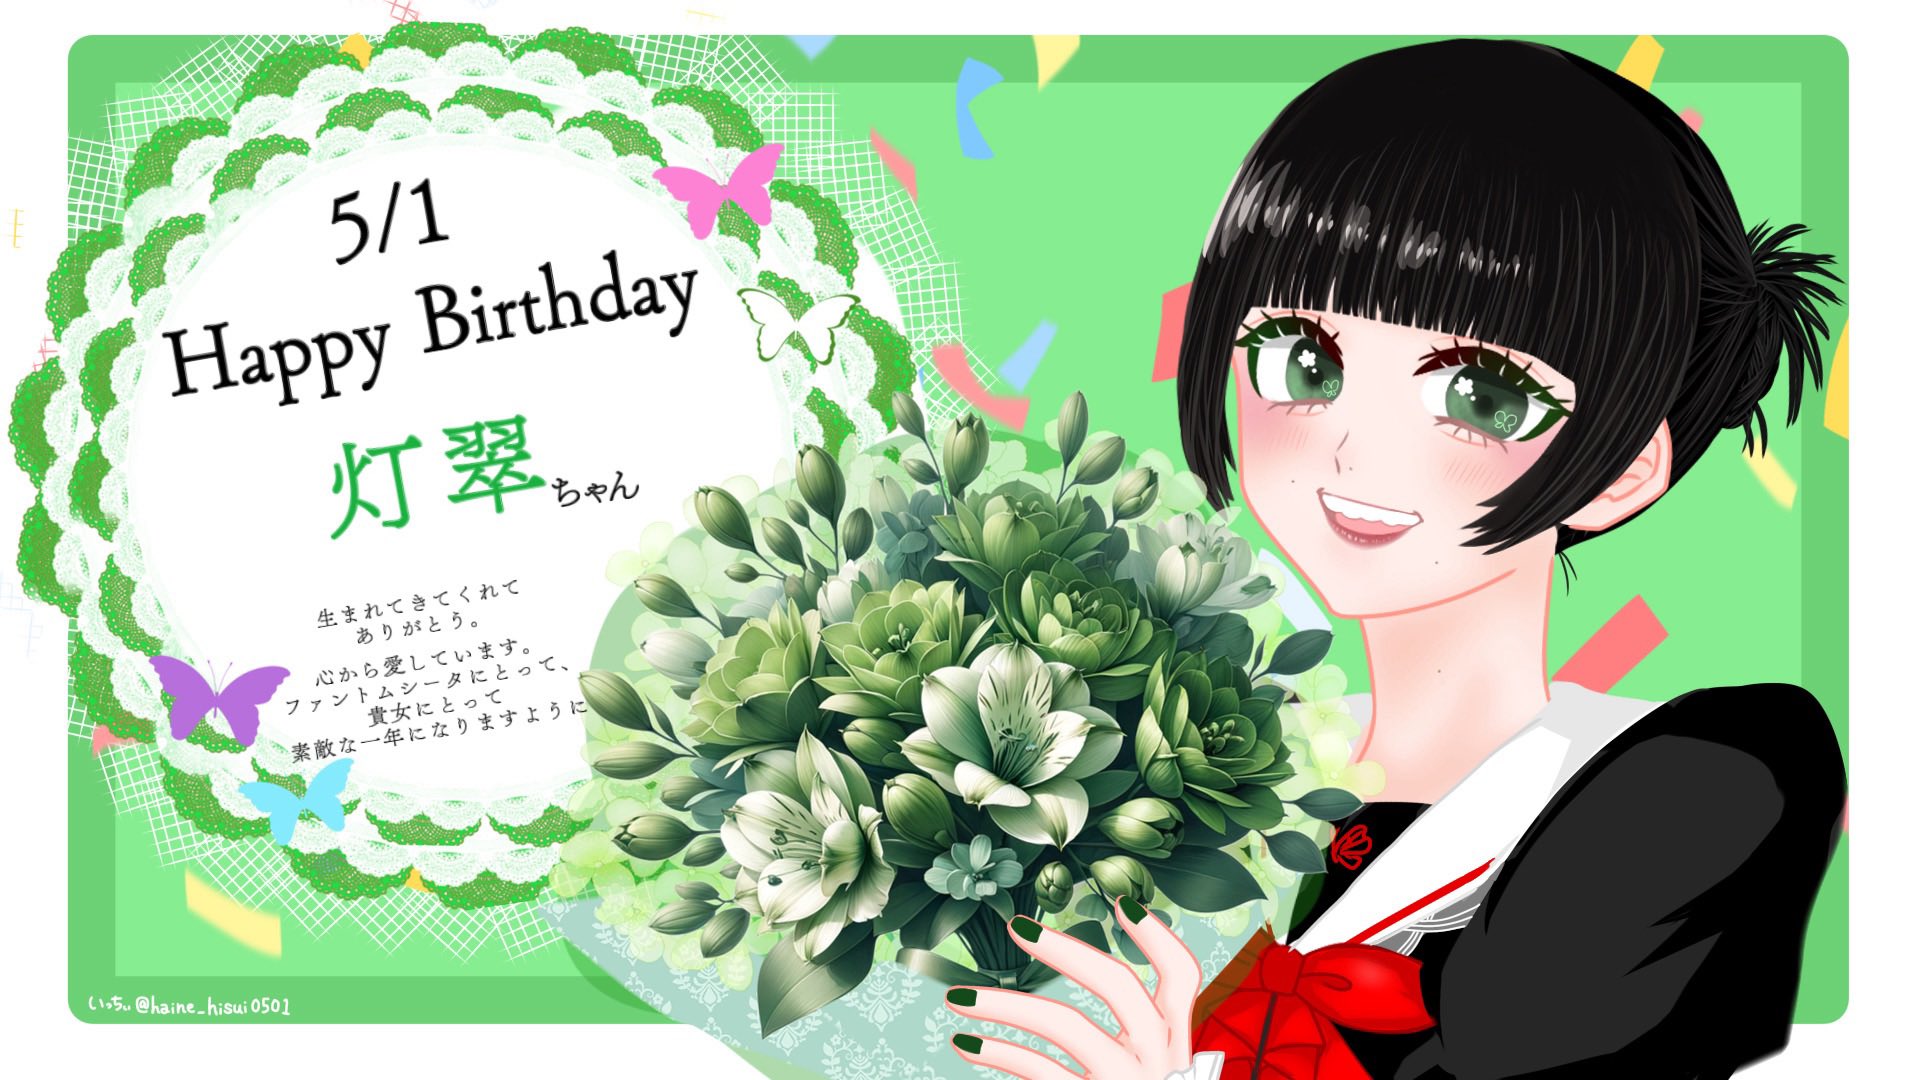 5/1
Happy Birthday
灯翠ちゃん
生まれてきてくれて
ありがとう。
心から愛しています。
ファントムシータにとって、
貴女にとって
素敵な一年になりますように
いっちぃ@haine_hisui0501